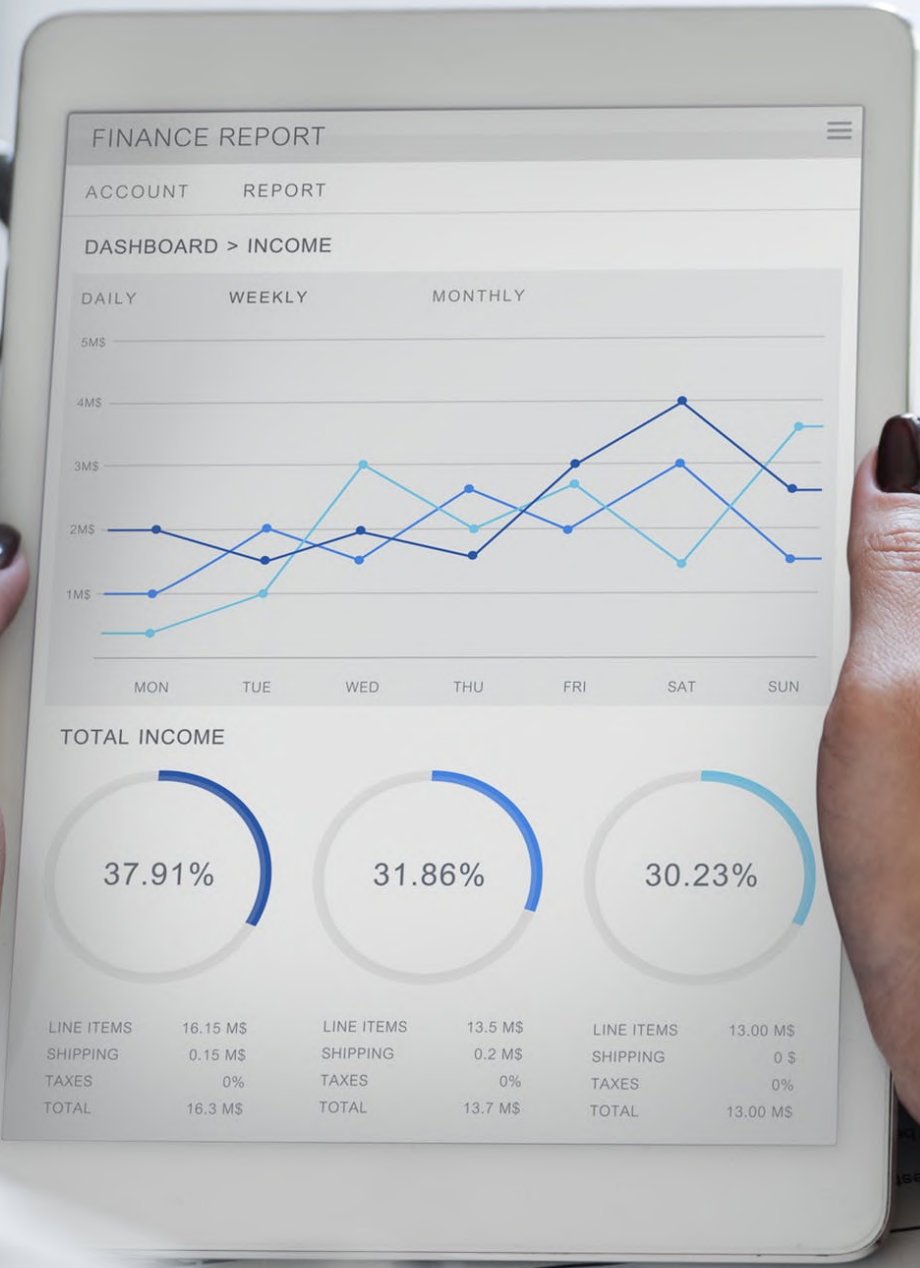 FINANCE REPORT
ACCOUNT REPORT
DASHBOARD > INCOME
DAILY WEEKLY MONTHLY
5M$
4M$
3M$
2M$
1M$
MON TUE WED THU FRI SAT SUN
TOTAL INCOME
37.91% 31.86% 30.23%
LINE ITEMS 16.15 M$ LINE ITEMS 13.5 M$ LINE ITEMS 13.00 M$
SHIPPING 0.15 M$ SHIPPING 0.2 M$ SHIPPING 0 $
TAXES 0% TAXES 0% TAXES 0%
TOTAL 16.3 M$ TOTAL 13.7 M$ TOTAL 13.00 M$